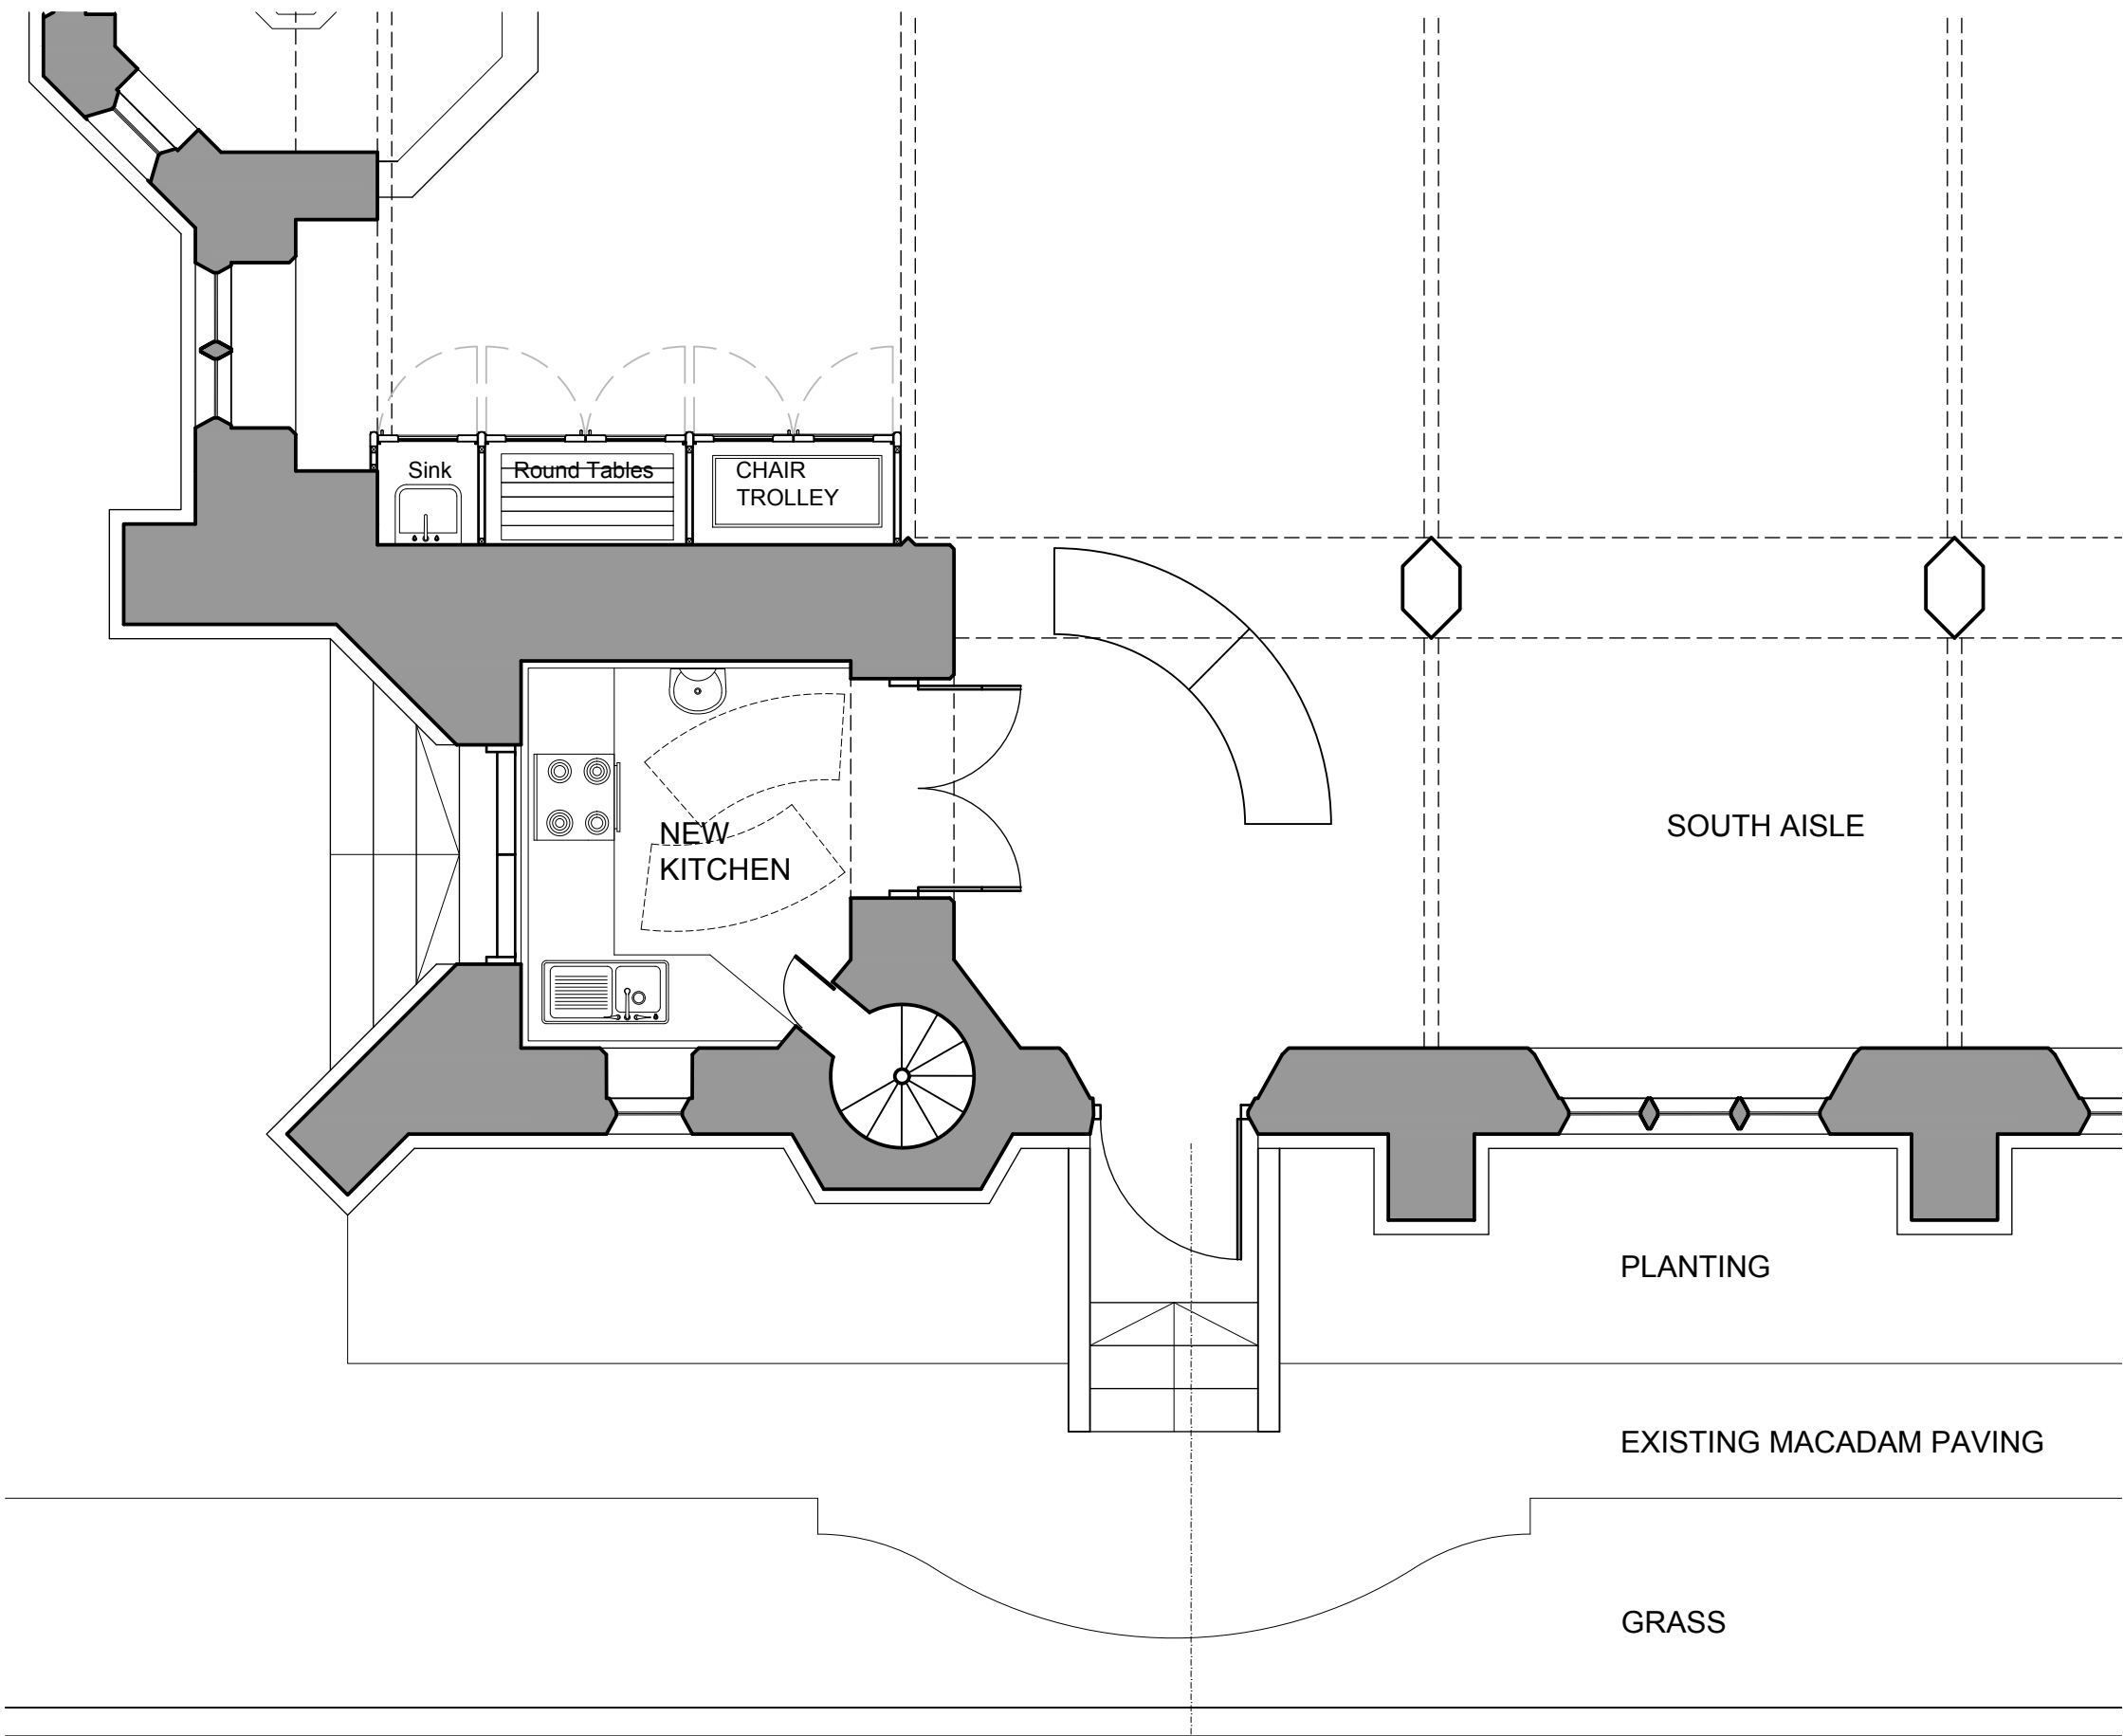 Sink
Round Tables
CHAIR
TROLLEY
NEW
KITCHEN
SOUTH AISLE
PLANTING
EXISTING MACADAM PAVING
GRASS